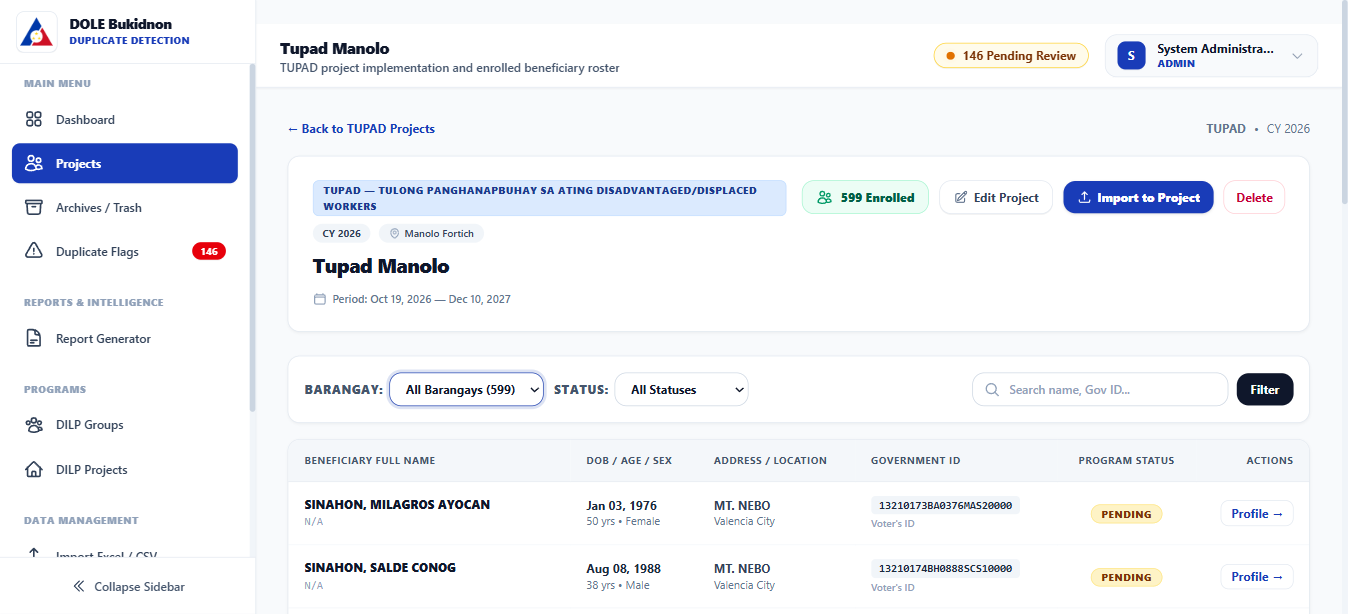 DOLE Bukidnon
DUPLICATE DETECTION
MAIN MENU
Dashboard
Projects
Archives / Trash
Duplicate Flags
146
REPORTS & INTELLIGENCE
Report Generator
PROGRAMS
DILP Groups
DILP Projects
DATA MANAGEMENT
Import Excel / CSV
Collapse Sidebar
Tupad Manolo
TUPAD project implementation and enrolled beneficiary roster
146 Pending Review
S
System Administra...
ADMIN
← Back to TUPAD Projects
TUPAD • CY 2026
TUPAD — TULONG PANGHANAPBUHAY SA ATING DISADVANTAGED/DISPLACED
WORKERS
599 Enrolled
Edit Project
Import to Project
Delete
CY 2026
Manolo Fortich
Tupad Manolo
Period: Oct 19, 2026 — Dec 10, 2027
BARANGAY: All Barangays (599) STATUS: All Statuses
Search name, Gov ID...
Filter
BENEFICIARY FULL NAME DOB / AGE / SEX ADDRESS / LOCATION GOVERNMENT ID PROGRAM STATUS ACTIONS
SINAHON, MILAGROS AYOCAN Jan 03, 1976 MT. NEBO 13210173BA0376MAS20000 PENDING Profile →
N/A 50 yrs • Female Valencia City Voter's ID
SINAHON, SALDE CONOG Aug 08, 1988 MT. NEBO 13210174BH0888SCS10000 PENDING Profile →
N/A 38 yrs • Male Valencia City Voter's ID